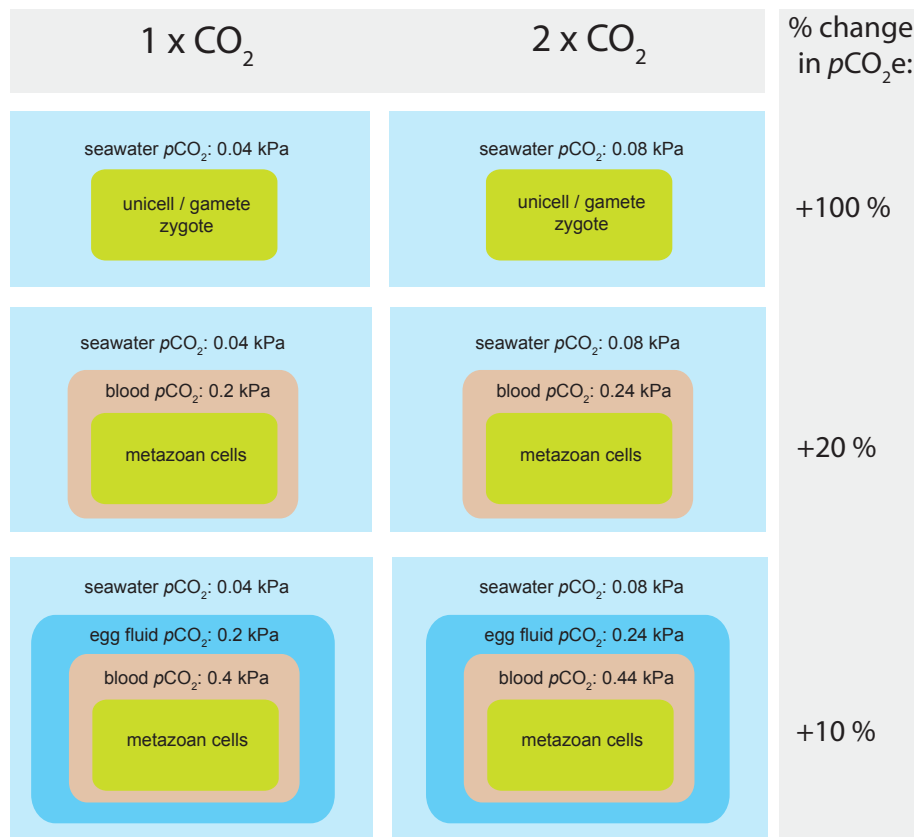 1 x CO₂
2 x CO₂
% change
in pCO₂e:
seawater pCO₂: 0.04 kPa
unicell / gamete
zygote
seawater pCO₂: 0.08 kPa
unicell / gamete
zygote
+100 %
seawater pCO₂: 0.04 kPa
blood pCO₂: 0.2 kPa
metazoan cells
seawater pCO₂: 0.08 kPa
blood pCO₂: 0.24 kPa
metazoan cells
+20 %
seawater pCO₂: 0.04 kPa
egg fluid pCO₂: 0.2 kPa
blood pCO₂: 0.4 kPa
metazoan cells
seawater pCO₂: 0.08 kPa
egg fluid pCO₂: 0.24 kPa
blood pCO₂: 0.44 kPa
metazoan cells
+10 %